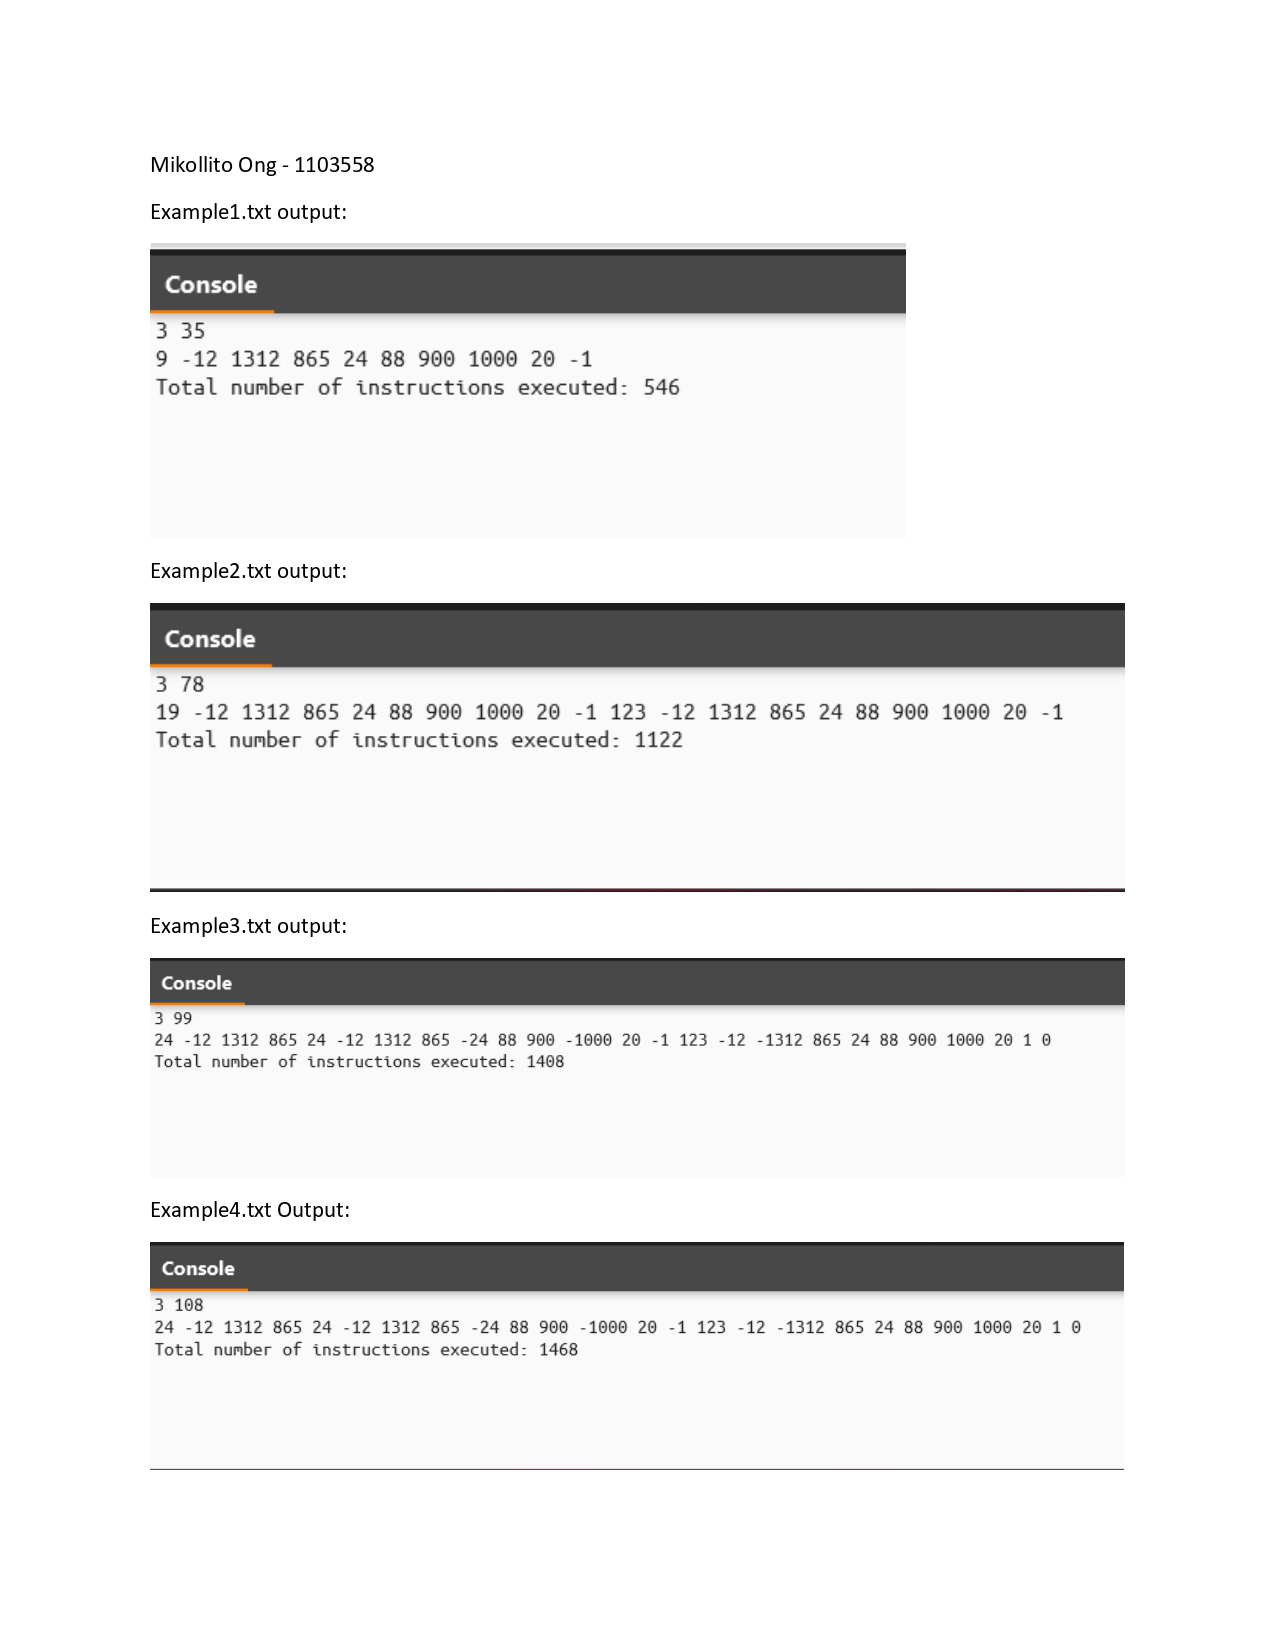 Mikollito Ong - 1103558
Example1.txt output:
Console
3 35
9 -12 1312 865 24 88 900 1000 20 -1
Total number of instructions executed: 546
Example2.txt output:
Console
3 78
19 -12 1312 865 24 88 900 1000 20 -1 123 -12 1312 865 24 88 900 1000 20 -1
Total number of instructions executed: 1122
Example3.txt output:
Console
3 99
24 -12 1312 865 24 -12 1312 865 -24 88 900 -1000 20 -1 123 -12 -1312 865 24 88 900 1000 20 1 0
Total number of instructions executed: 1408
Example4.txt Output:
Console
3 108
24 -12 1312 865 24 -12 1312 865 -24 88 900 -1000 20 -1 123 -12 -1312 865 24 88 900 1000 20 1 0
Total number of instructions executed: 1468